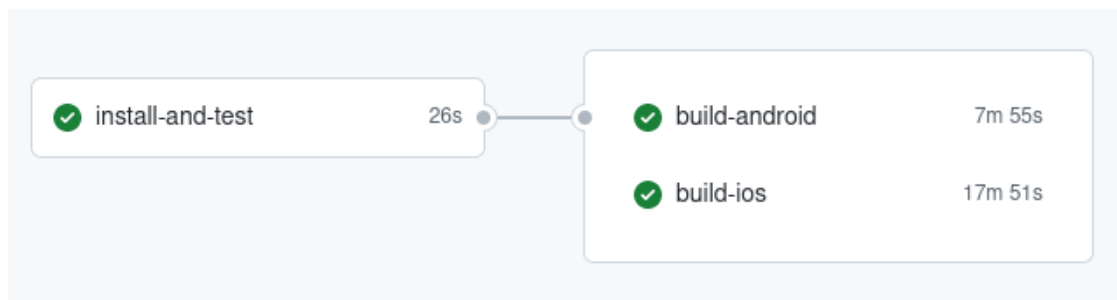 install-and-test 26s
build-android 7m 55s
build-ios 17m 51s